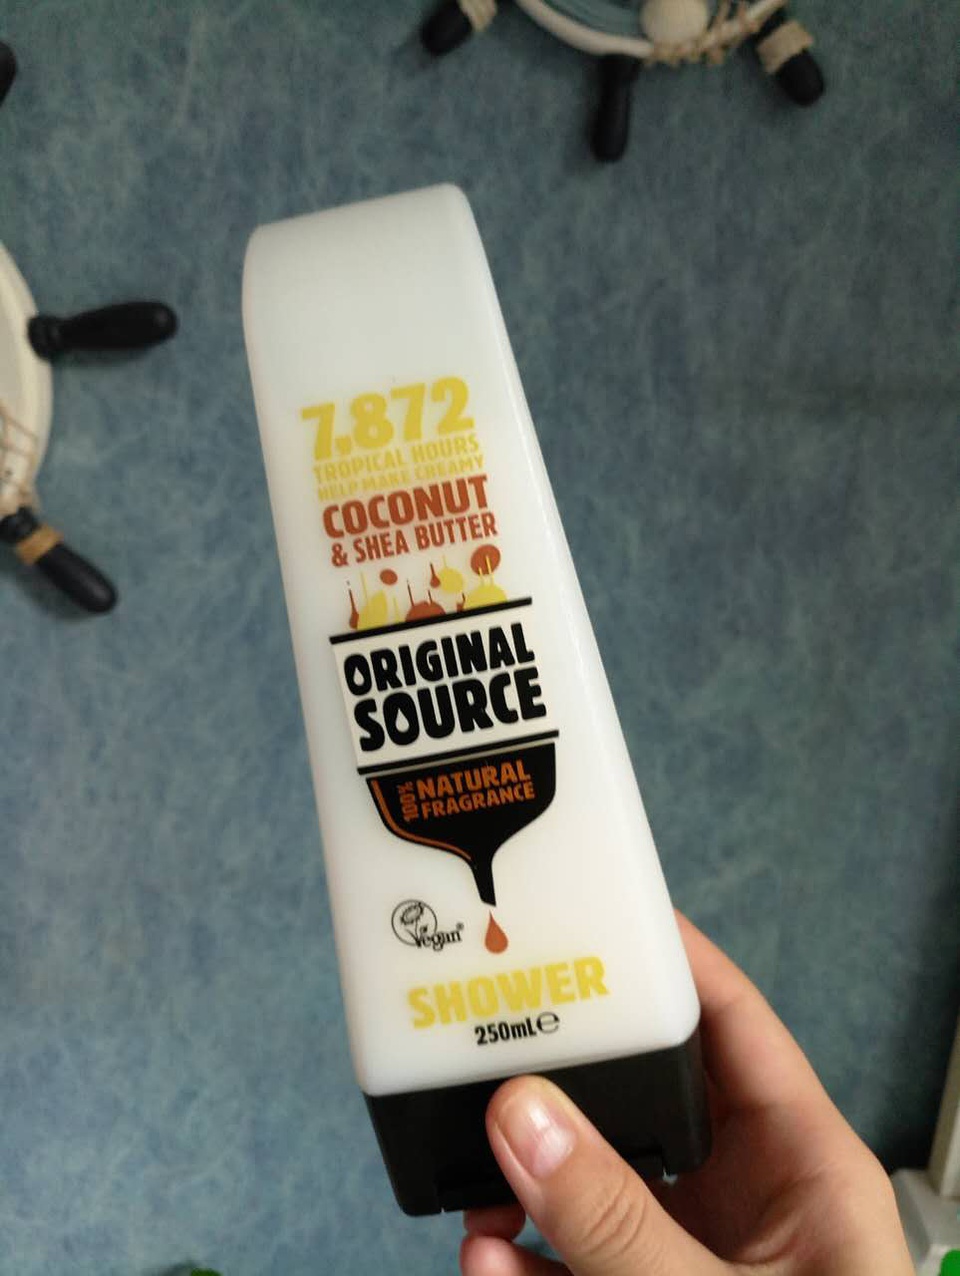 7,872
TROPICAL HOURS
HELP MAKE CREAMY
COCONUT
& SHEA BUTTER
ORIGINAL
SOURCE
100% NATURAL
FRAGRANCE
Vegan®
SHOWER
250mL℮